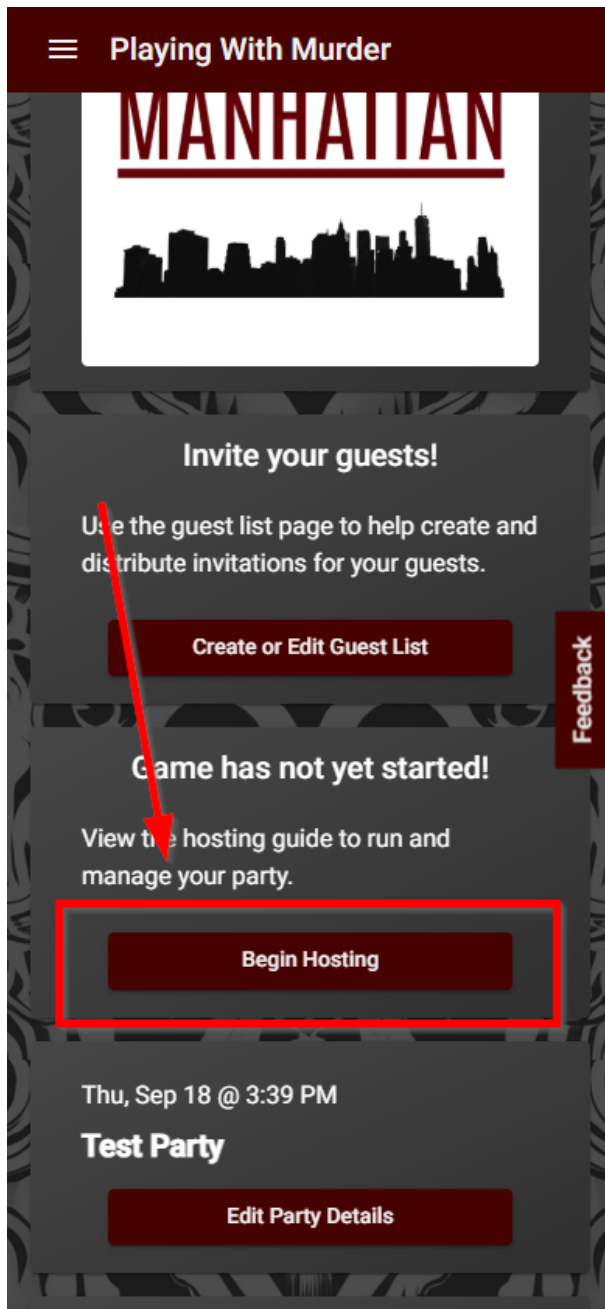 Playing With Murder
MANHATTAN
Invite your guests!
Use the guest list page to help create and
distribute invitations for your guests.
Create or Edit Guest List
Feedback
Game has not yet started!
View the hosting guide to run and
manage your party.
Begin Hosting
Thu, Sep 18 @ 3:39 PM
Test Party
Edit Party Details